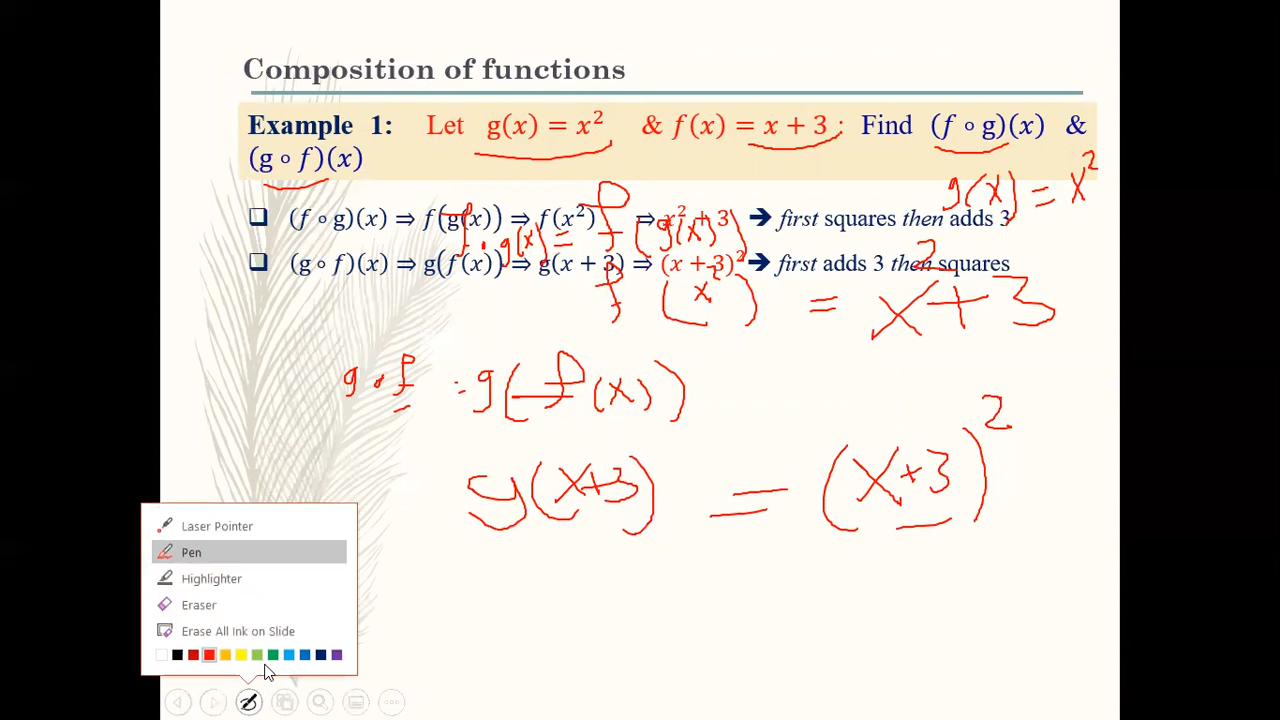 Composition of functions
Example 1: Let g(x) = x² & f(x) = x + 3 ; Find (f ∘ g)(x) &
(g ∘ f)(x)
g(x) = x²
❑ (f ∘ g)(x) ⇒ f(g(x)) ⇒ f(x²) ⇒ x² + 3 ➔ first squares then adds 3
f ∘ g(x) = f (g(x))
❑ (g ∘ f)(x) ⇒ g(f(x)) ⇒ g(x + 3) ⇒ (x + 3)² ➔ first adds 3 then squares
f (x²) = x² + 3
g ∘ f = g(f(x))
g(x+3) = (x+3)²
Laser Pointer
Pen
Highlighter
Eraser
Erase All Ink on Slide